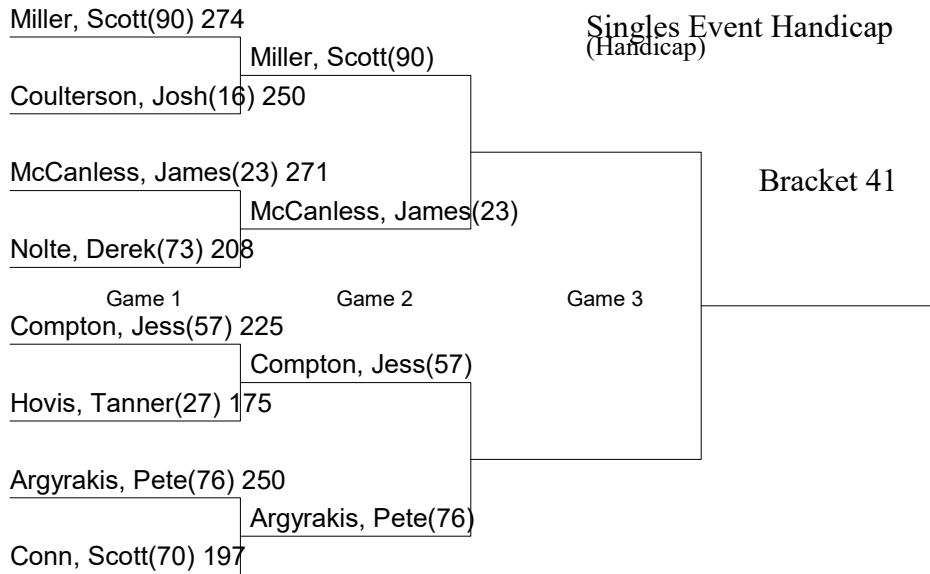 Miller, Scott(90) 274
Singles Event Handicap
(Handicap)
Miller, Scott(90)
Coulterson, Josh(16) 250
McCanless, James(23) 271
Bracket 41
McCanless, James(23)
Nolte, Derek(73) 208
Game 1
Game 2
Game 3
Compton, Jess(57) 225
Compton, Jess(57)
Hovis, Tanner(27) 175
Argyrakis, Pete(76) 250
Argyrakis, Pete(76)
Conn, Scott(70) 197